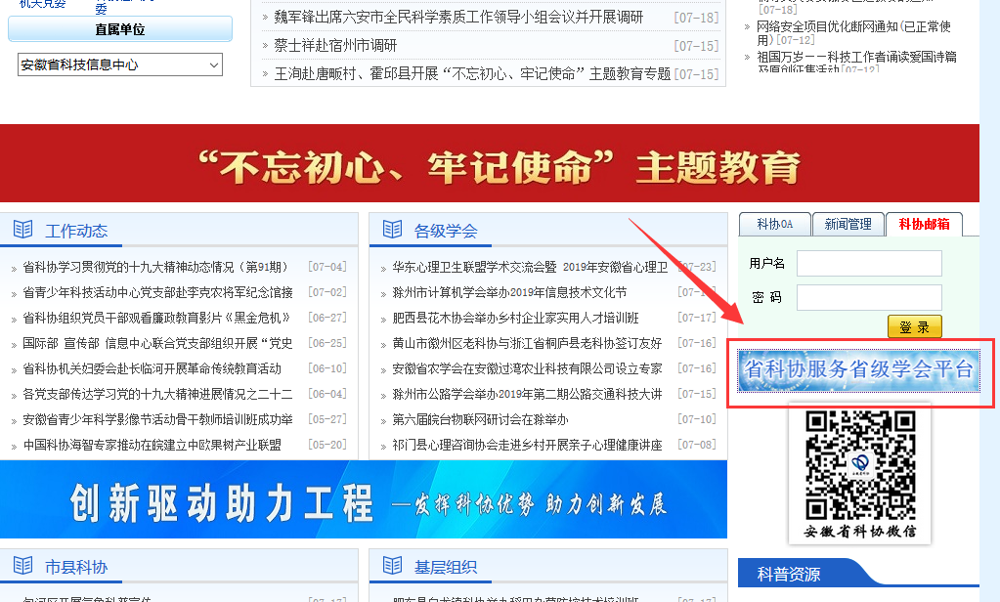 机关党委
委
直属单位
安徽省科技信息中心
» 魏军锋出席六安市全民科学素质工作领导小组会议并开展调研 [07-18]
» 蔡士祥赴宿州市调研 [07-15]
» 王洵赴唐畈村、霍邱县开展“不忘初心、牢记使命”主题教育专题 [07-15]
[07-18]
» 网络安全项目优化断网通知(已正常使
用) [07-12]
» 祖国万岁——科技工作者诵读爱国诗篇
及原创征集活动 [07-12]
“不忘初心、牢记使命”主题教育
工作动态
» 省科协学习贯彻党的十九大精神动态情况（第91期） [07-04]
» 省青少年科技活动中心党支部赴李克农将军纪念馆接 [07-02]
» 省科协组织党员干部观看廉政教育影片《黑金危机》 [06-27]
» 国际部 宣传部 信息中心联合党支部组织开展“党史 [06-25]
» 省科协机关妇委会赴长临河开展革命传统教育活动 [06-10]
» 各党支部传达学习党的十九大精神进展情况之二十二 [06-04]
» 安徽省青少年科学影像节活动骨干教师培训班成功举 [05-27]
» 中国科协海智专家推动在皖建立中欧果树产业联盟 [05-20]
各级学会
» 华东心理卫生联盟学术交流会暨 2019年安徽省心理卫 [07-23]
» 滁州市计算机学会举办2019年信息技术文化节
» 肥西县花木协会举办乡村企业家实用人才培训班 [07-17]
» 黄山市徽州区老科协与浙江省桐庐县老科协签订友好 [07-16]
» 安徽省农学会在安徽过湾农业科技有限公司设立专家 [07-16]
» 滁州市公路学会举办2019年第二期公路交通科技大讲 [07-15]
» 第六届皖台物联网研讨会在滁举办 [07-10]
» 祁门县心理咨询协会走进乡村开展亲子心理健康讲座 [07-08]
科协OA 新闻管理 科协邮箱
用户名
密 码
登 录
省科协服务省级学会平台
安徽省科协微信
创新驱动助力工程 —发挥科协优势 助力创新发展
市县科协
基层组织
科普资源